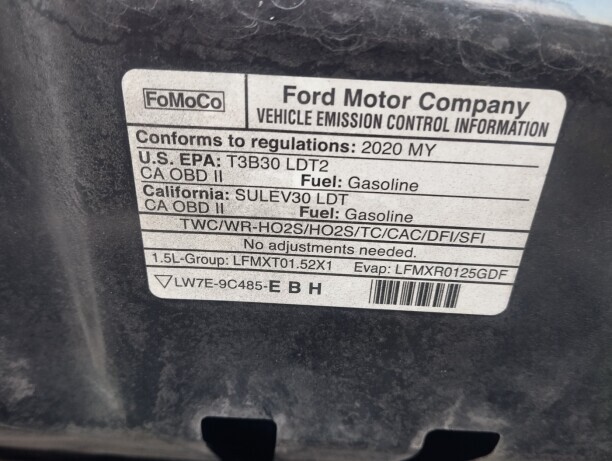 FoMoCo
Ford Motor Company
VEHICLE EMISSION CONTROL INFORMATION
Conforms to regulations: 2020 MY
U.S. EPA: T3B30 LDT2
CA OBD II Fuel: Gasoline
California: SULEV30 LDT
CA OBD II Fuel: Gasoline
TWC/WR-HO2S/HO2S/TC/CAC/DFI/SFI
No adjustments needed.
1.5L-Group: LFMXT01.52X1 Evap: LFMXR0125GDF
▽LW7E-9C485-E B H